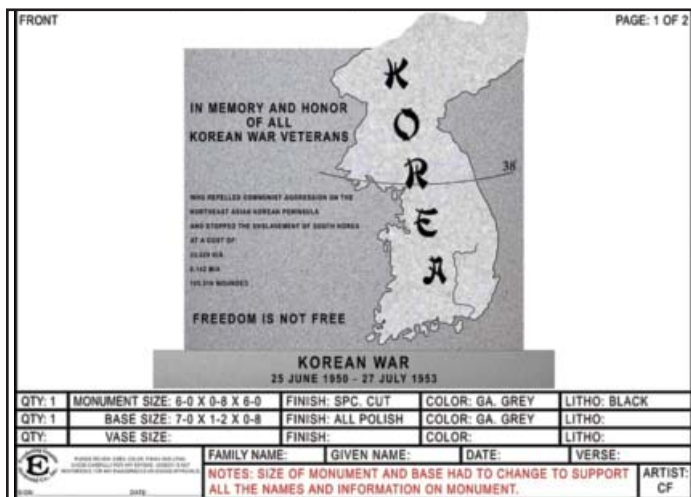 FRONT
PAGE: 1 OF 2
KOREA
IN MEMORY AND HONOR
OF ALL
KOREAN WAR VETERANS
38
WHO REPELLED COMMUNIST AGGRESSION ON THE
NORTHEAST ASIAN KOREAN PENINSULA
AND STOPPED THE ENSLAVEMENT OF SOUTH KOREA
AT A COST OF
KIA
MIA
WOUNDED
FREEDOM IS NOT FREE
KOREAN WAR
25 JUNE 1950 - 27 JULY 1953
QTY: 1 MONUMENT SIZE: 6-0 X 0-8 X 6-0 FINISH: SPC. CUT COLOR: GA. GREY LITHO: BLACK
QTY: 1 BASE SIZE: 7-0 X 1-2 X 0-8 FINISH: ALL POLISH COLOR: GA. GREY LITHO:
QTY: VASE SIZE: FINISH: COLOR: LITHO:
FAMILY NAME: GIVEN NAME: DATE: VERSE:
E
SIGN: DATE:
NOTES: SIZE OF MONUMENT AND BASE HAD TO CHANGE TO SUPPORT
ALL THE NAMES AND INFORMATION ON MONUMENT.
ARTIST:
CF